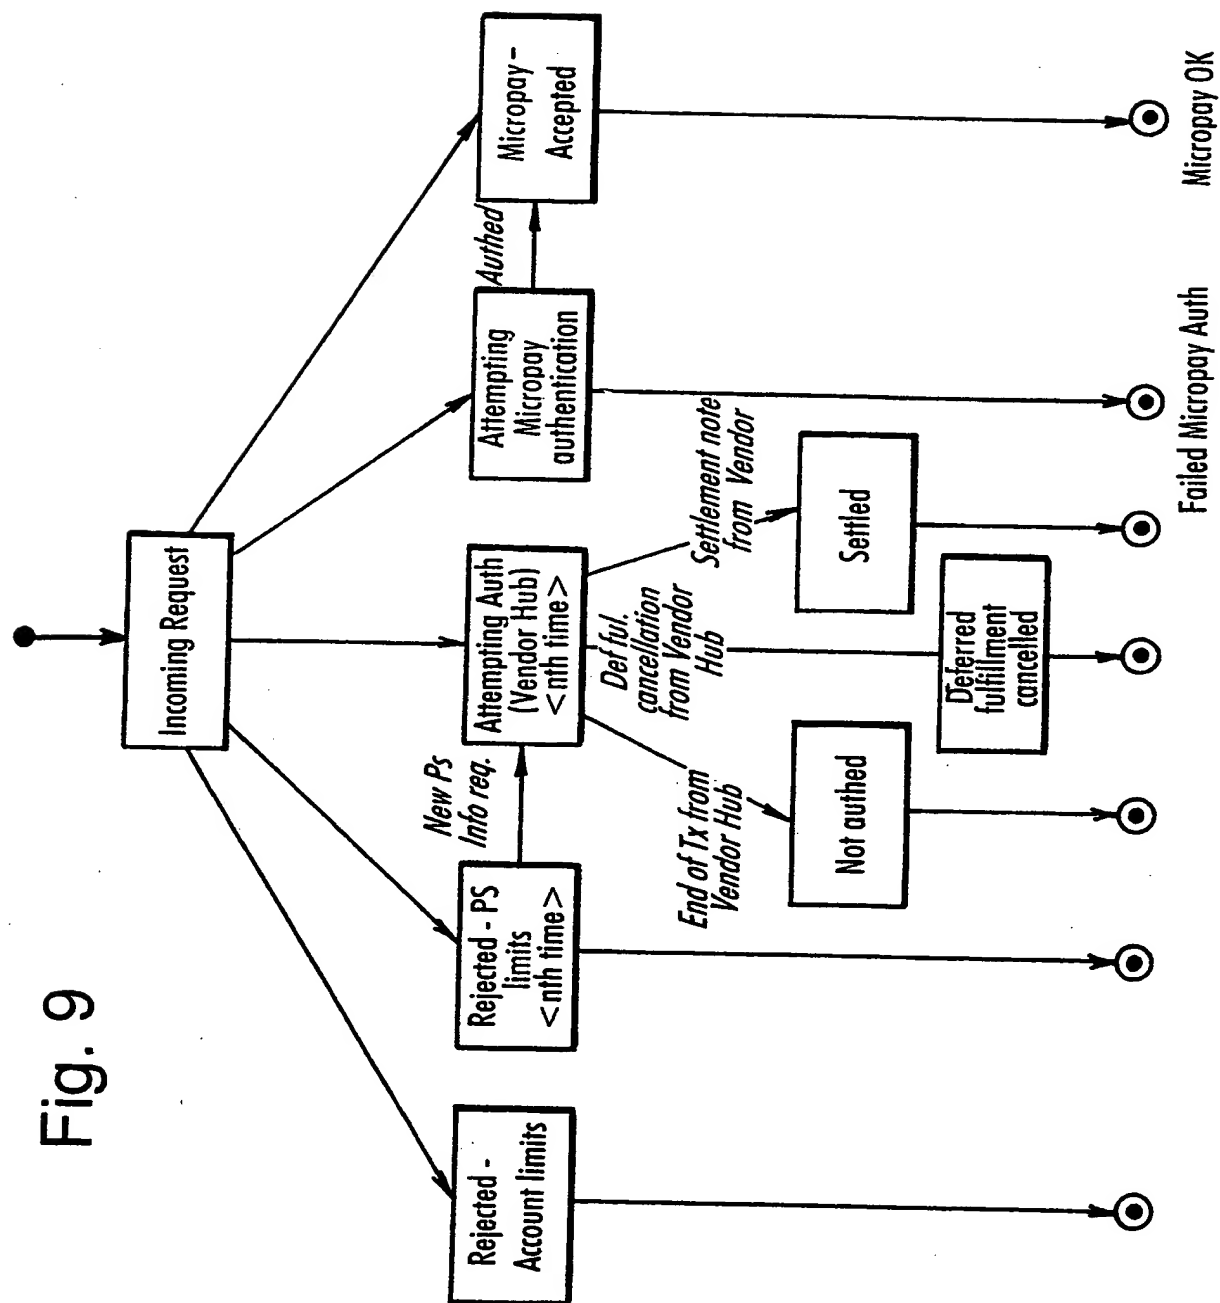 Fig. 9
Incoming Request
Rejected -
Account limits
Rejected - PS
limits
<nth time>
New Ps
Info req.
Attempting Auth
(Vendor Hub)
<nth time>
Attempting
Micropay
authentication
Authed
Micropay -
Accepted
End of Tx from
Vendor Hub
Def ful.
cancellation
from Vendor
Hub
Settlement note
from Vendor
Not authed
Deferred
fulfillment
cancelled
Settled
Failed Micropay Auth
Micropay OK